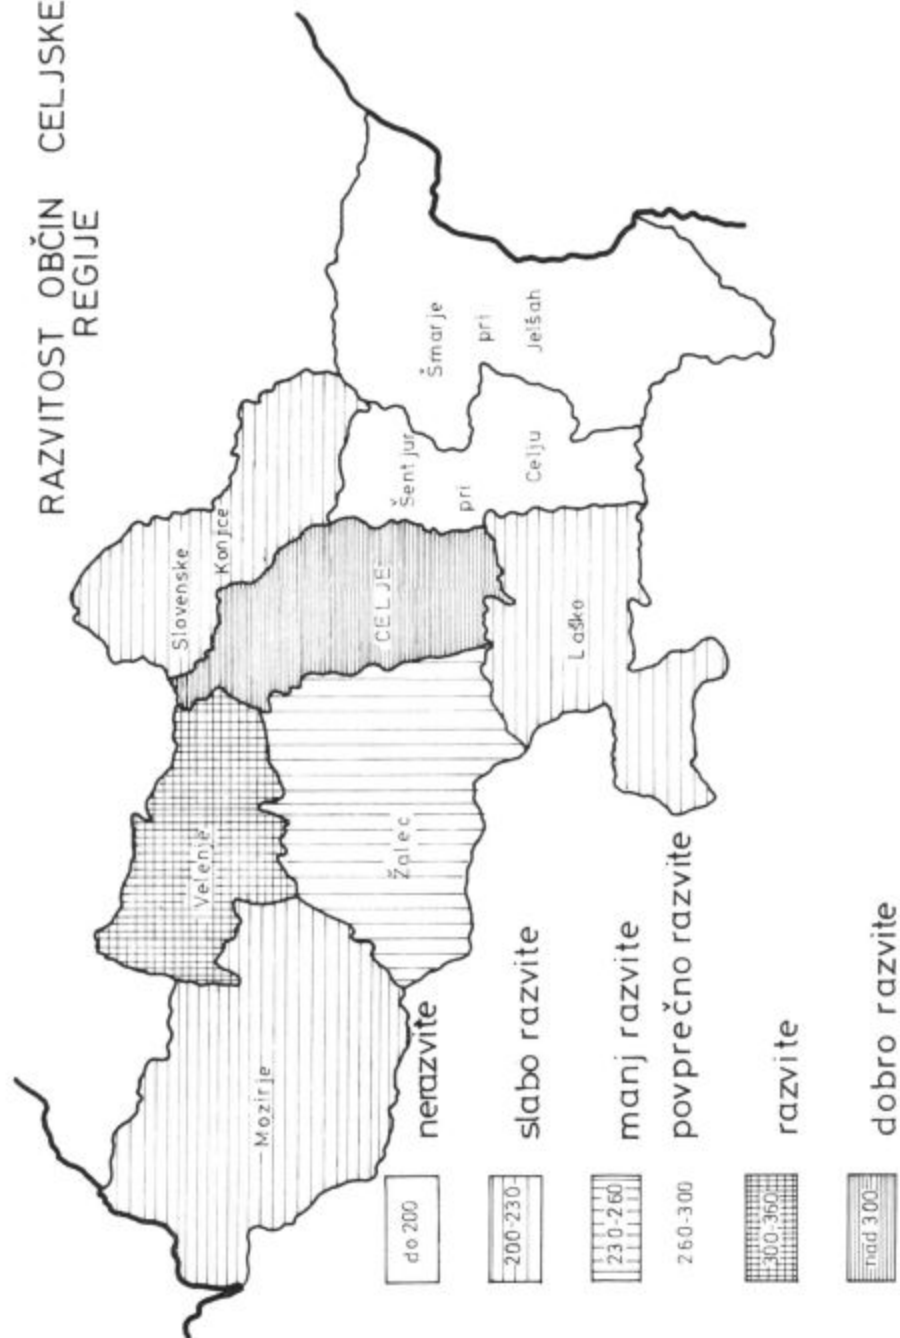 RAZVITOST OBČIN CELJSKE
REGIJE
Slovenske
Konjice
Velenje
CELJE
Mozirje
Žalec
Šentjur
pri
Celju
Šmarje
pri
Jelšah
Laško
do 200 nerazvite
200-230 slabo razvite
230-260 manj razvite
260-300 povprečno razvite
300-360 razvite
nad 300 dobro razvite